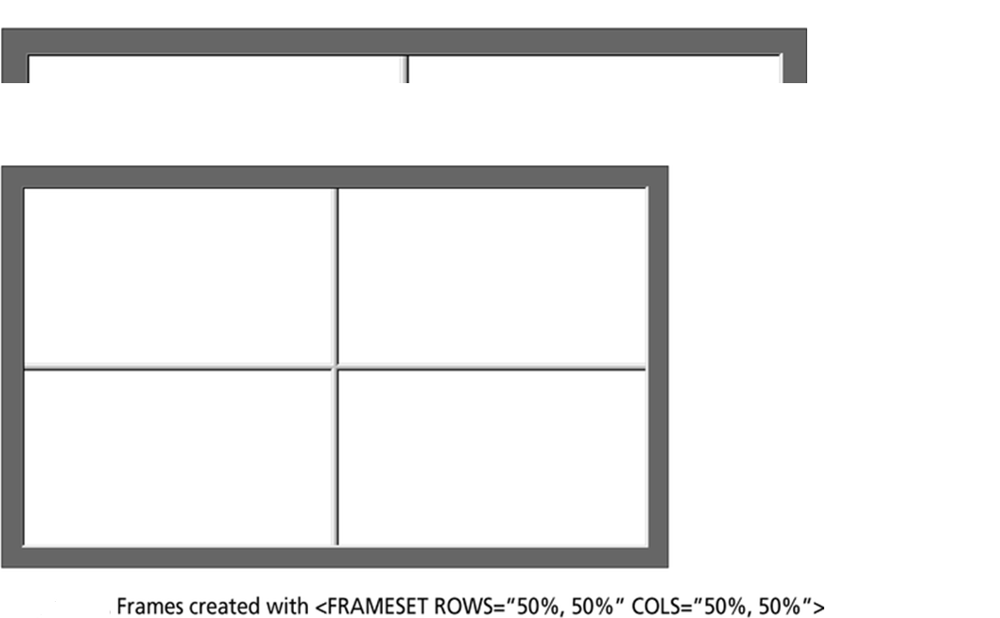 Frames created with <FRAMESET ROWS=”50%, 50%” COLS=”50%, 50%”>